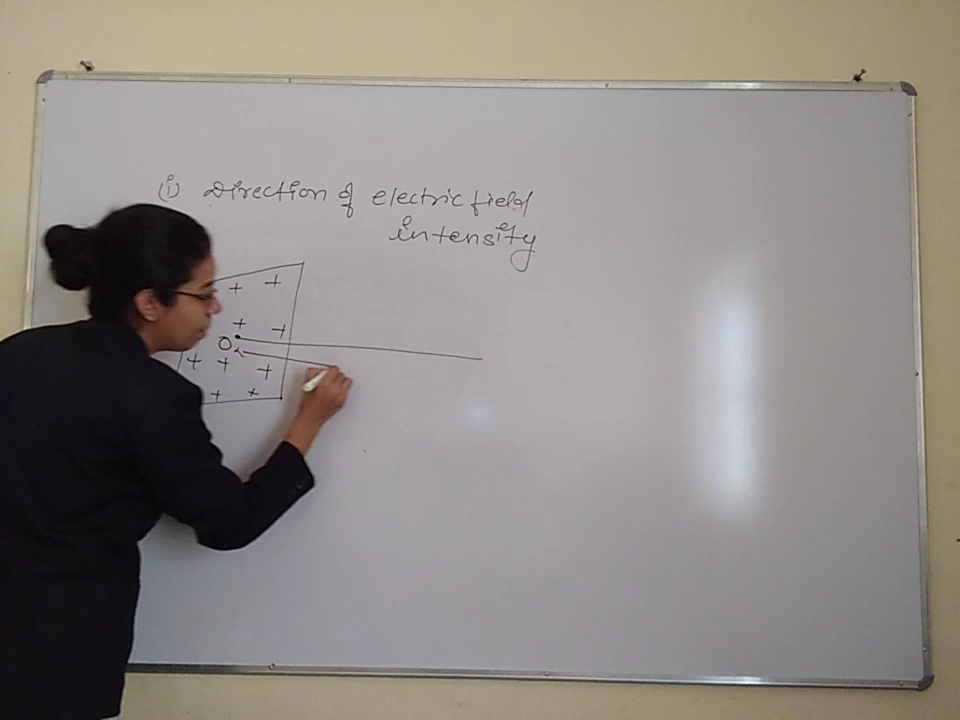 (i) Direction of electric field
intensity
+ +
+ +
O
+ + +
+ +